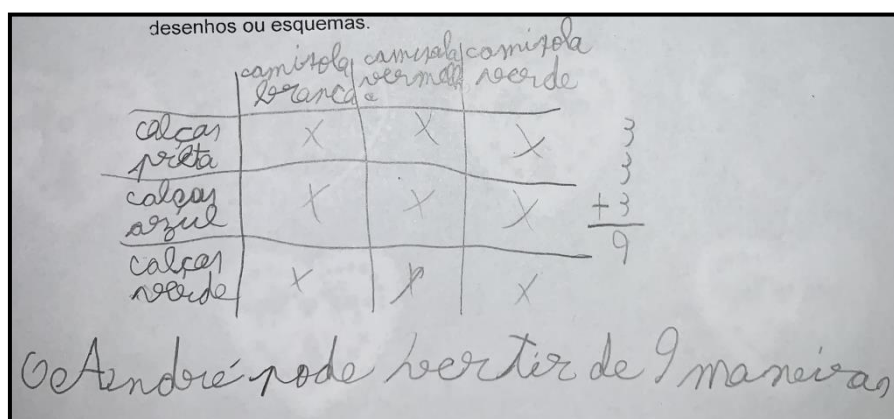 desenhos ou esquemas.
camisola branca camisola vermelha camisola verde
calças preta x x x
calças azul x x x
calças verde x x x
3
3
+3
9
O André pode vestir de 9 maneiras